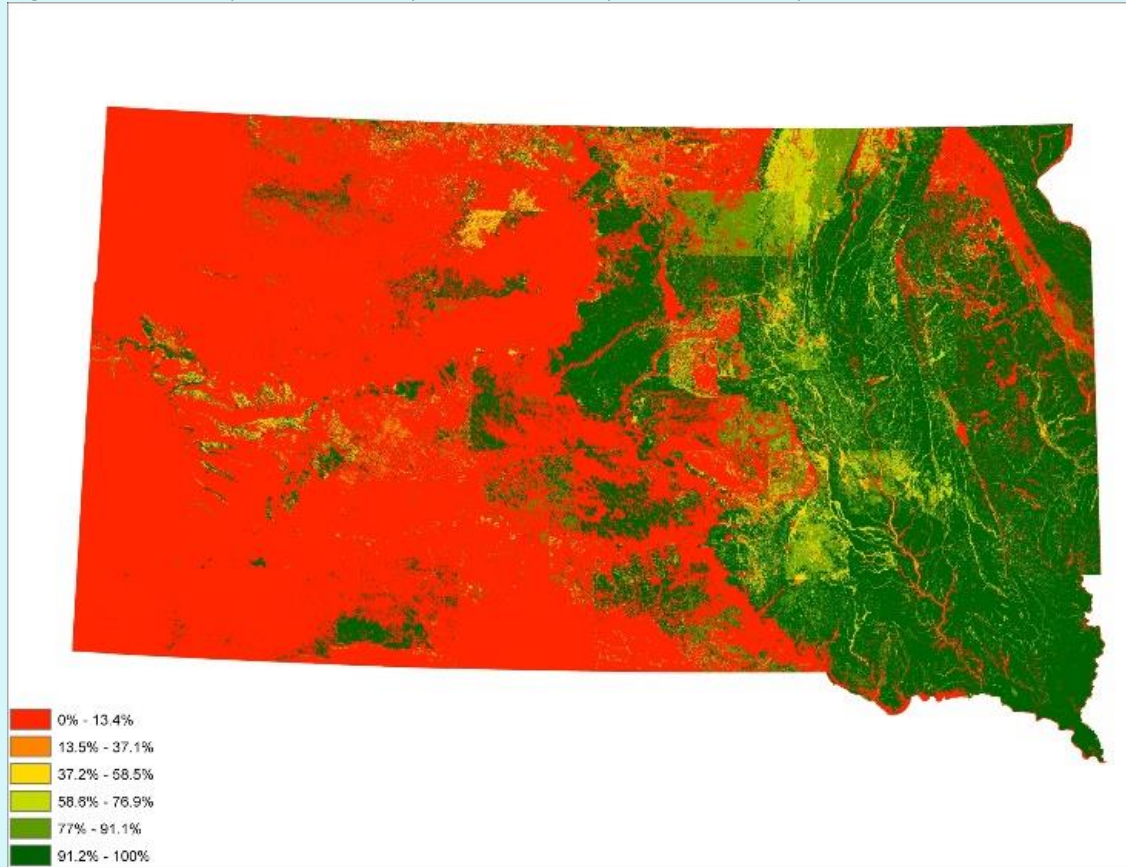 0% - 13.4%
13.5% - 37.1%
37.2% - 58.5%
58.6% - 76.9%
77% - 91.1%
91.2% - 100%